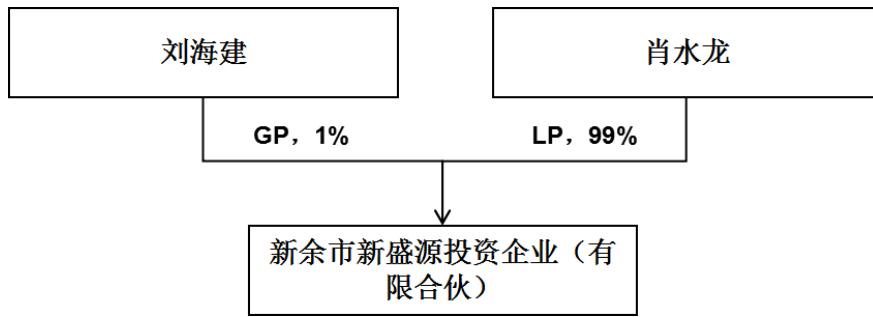 刘海建
肖水龙
GP，1%
LP，99%
新余市新盛源投资企业（有
限合伙）